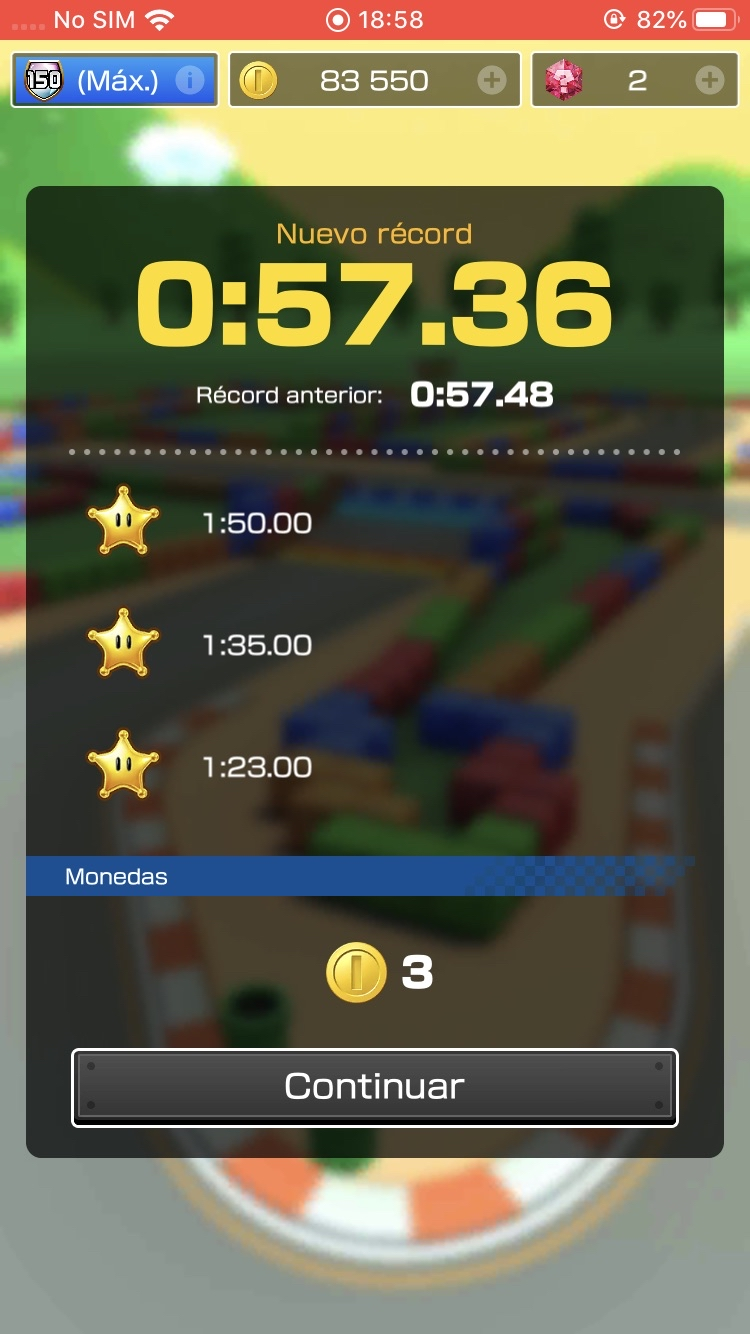 No SIM 18:58 82%
150 (Máx.) i 83 550 + 2 +
Nuevo récord
0:57.36
Récord anterior: 0:57.48
1:50.00
1:35.00
1:23.00
Monedas
3
Continuar